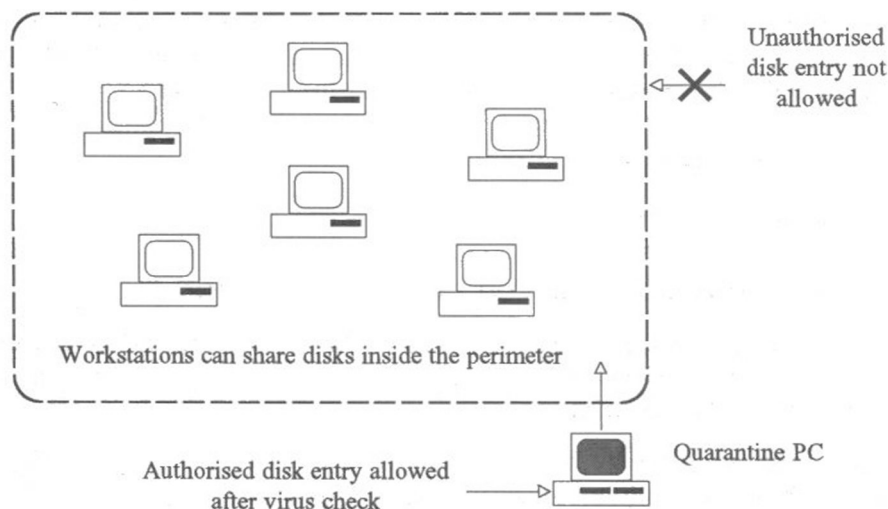 Unauthorised
disk entry not
allowed
Workstations can share disks inside the perimeter
Quarantine PC
Authorised disk entry allowed
after virus check